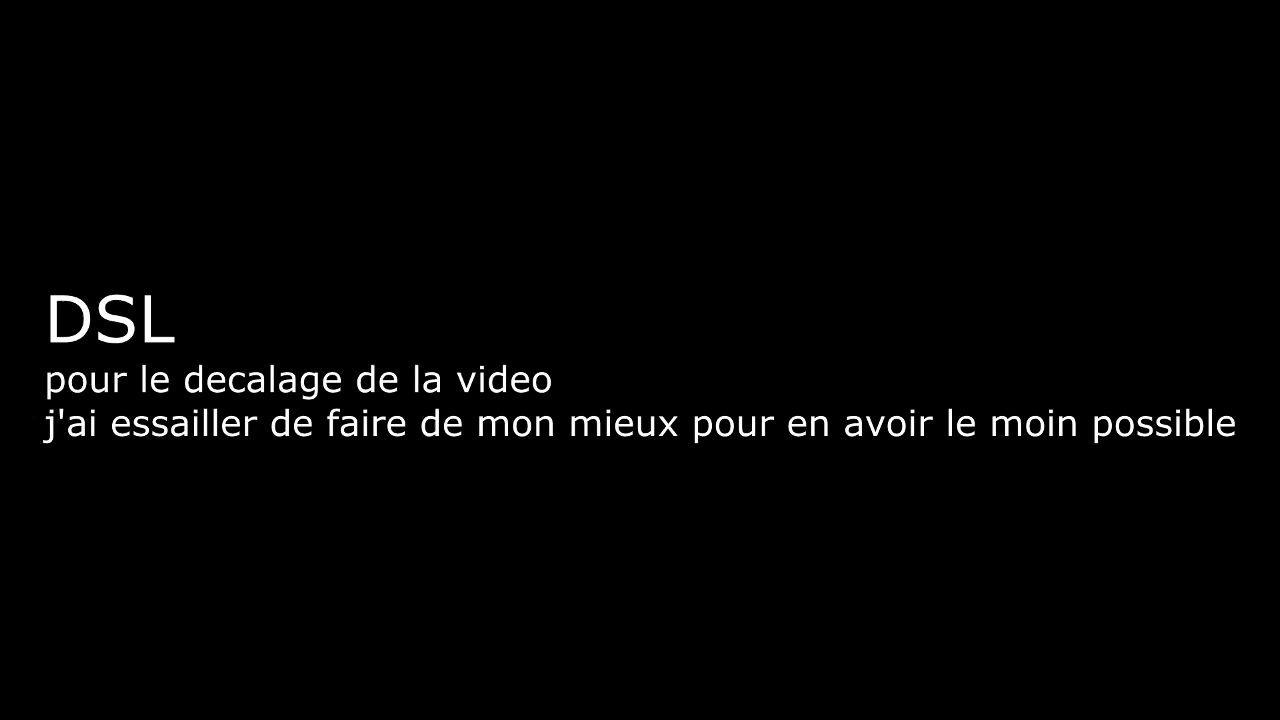 DSL
pour le decalage de la video
j'ai essailler de faire de mon mieux pour en avoir le moin possible